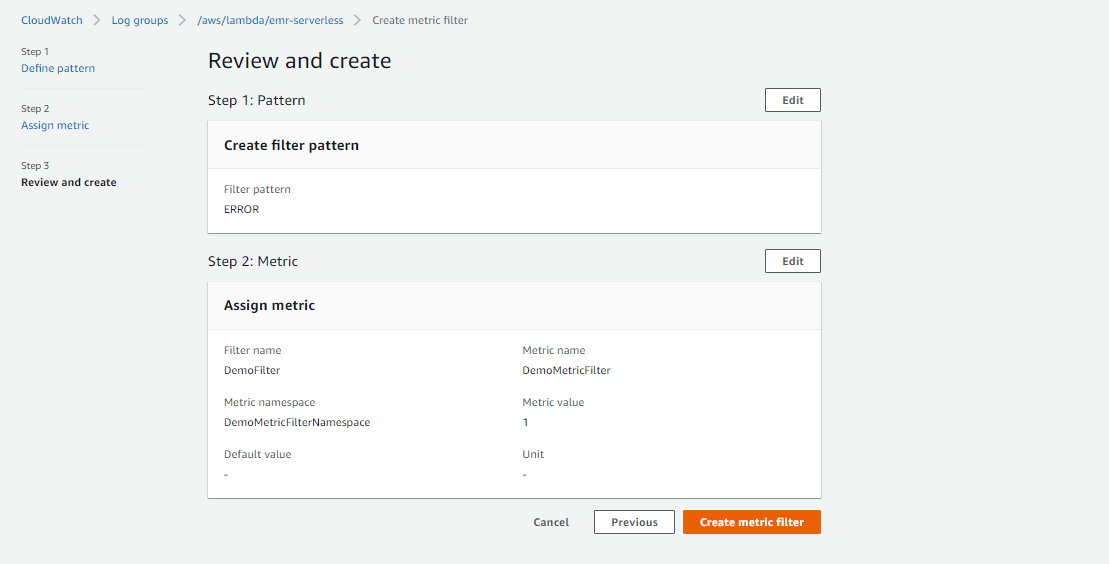 CloudWatch > Log groups > /aws/lambda/emr-serverless > Create metric filter
Step 1
Define pattern
Step 2
Assign metric
Step 3
Review and create
Review and create
Step 1: Pattern
Edit
Create filter pattern
Filter pattern
ERROR
Step 2: Metric
Edit
Assign metric
Filter name
DemoFilter
Metric name
DemoMetricFilter
Metric namespace
DemoMetricFilterNamespace
Metric value
1
Default value
-
Unit
-
Cancel
Previous
Create metric filter